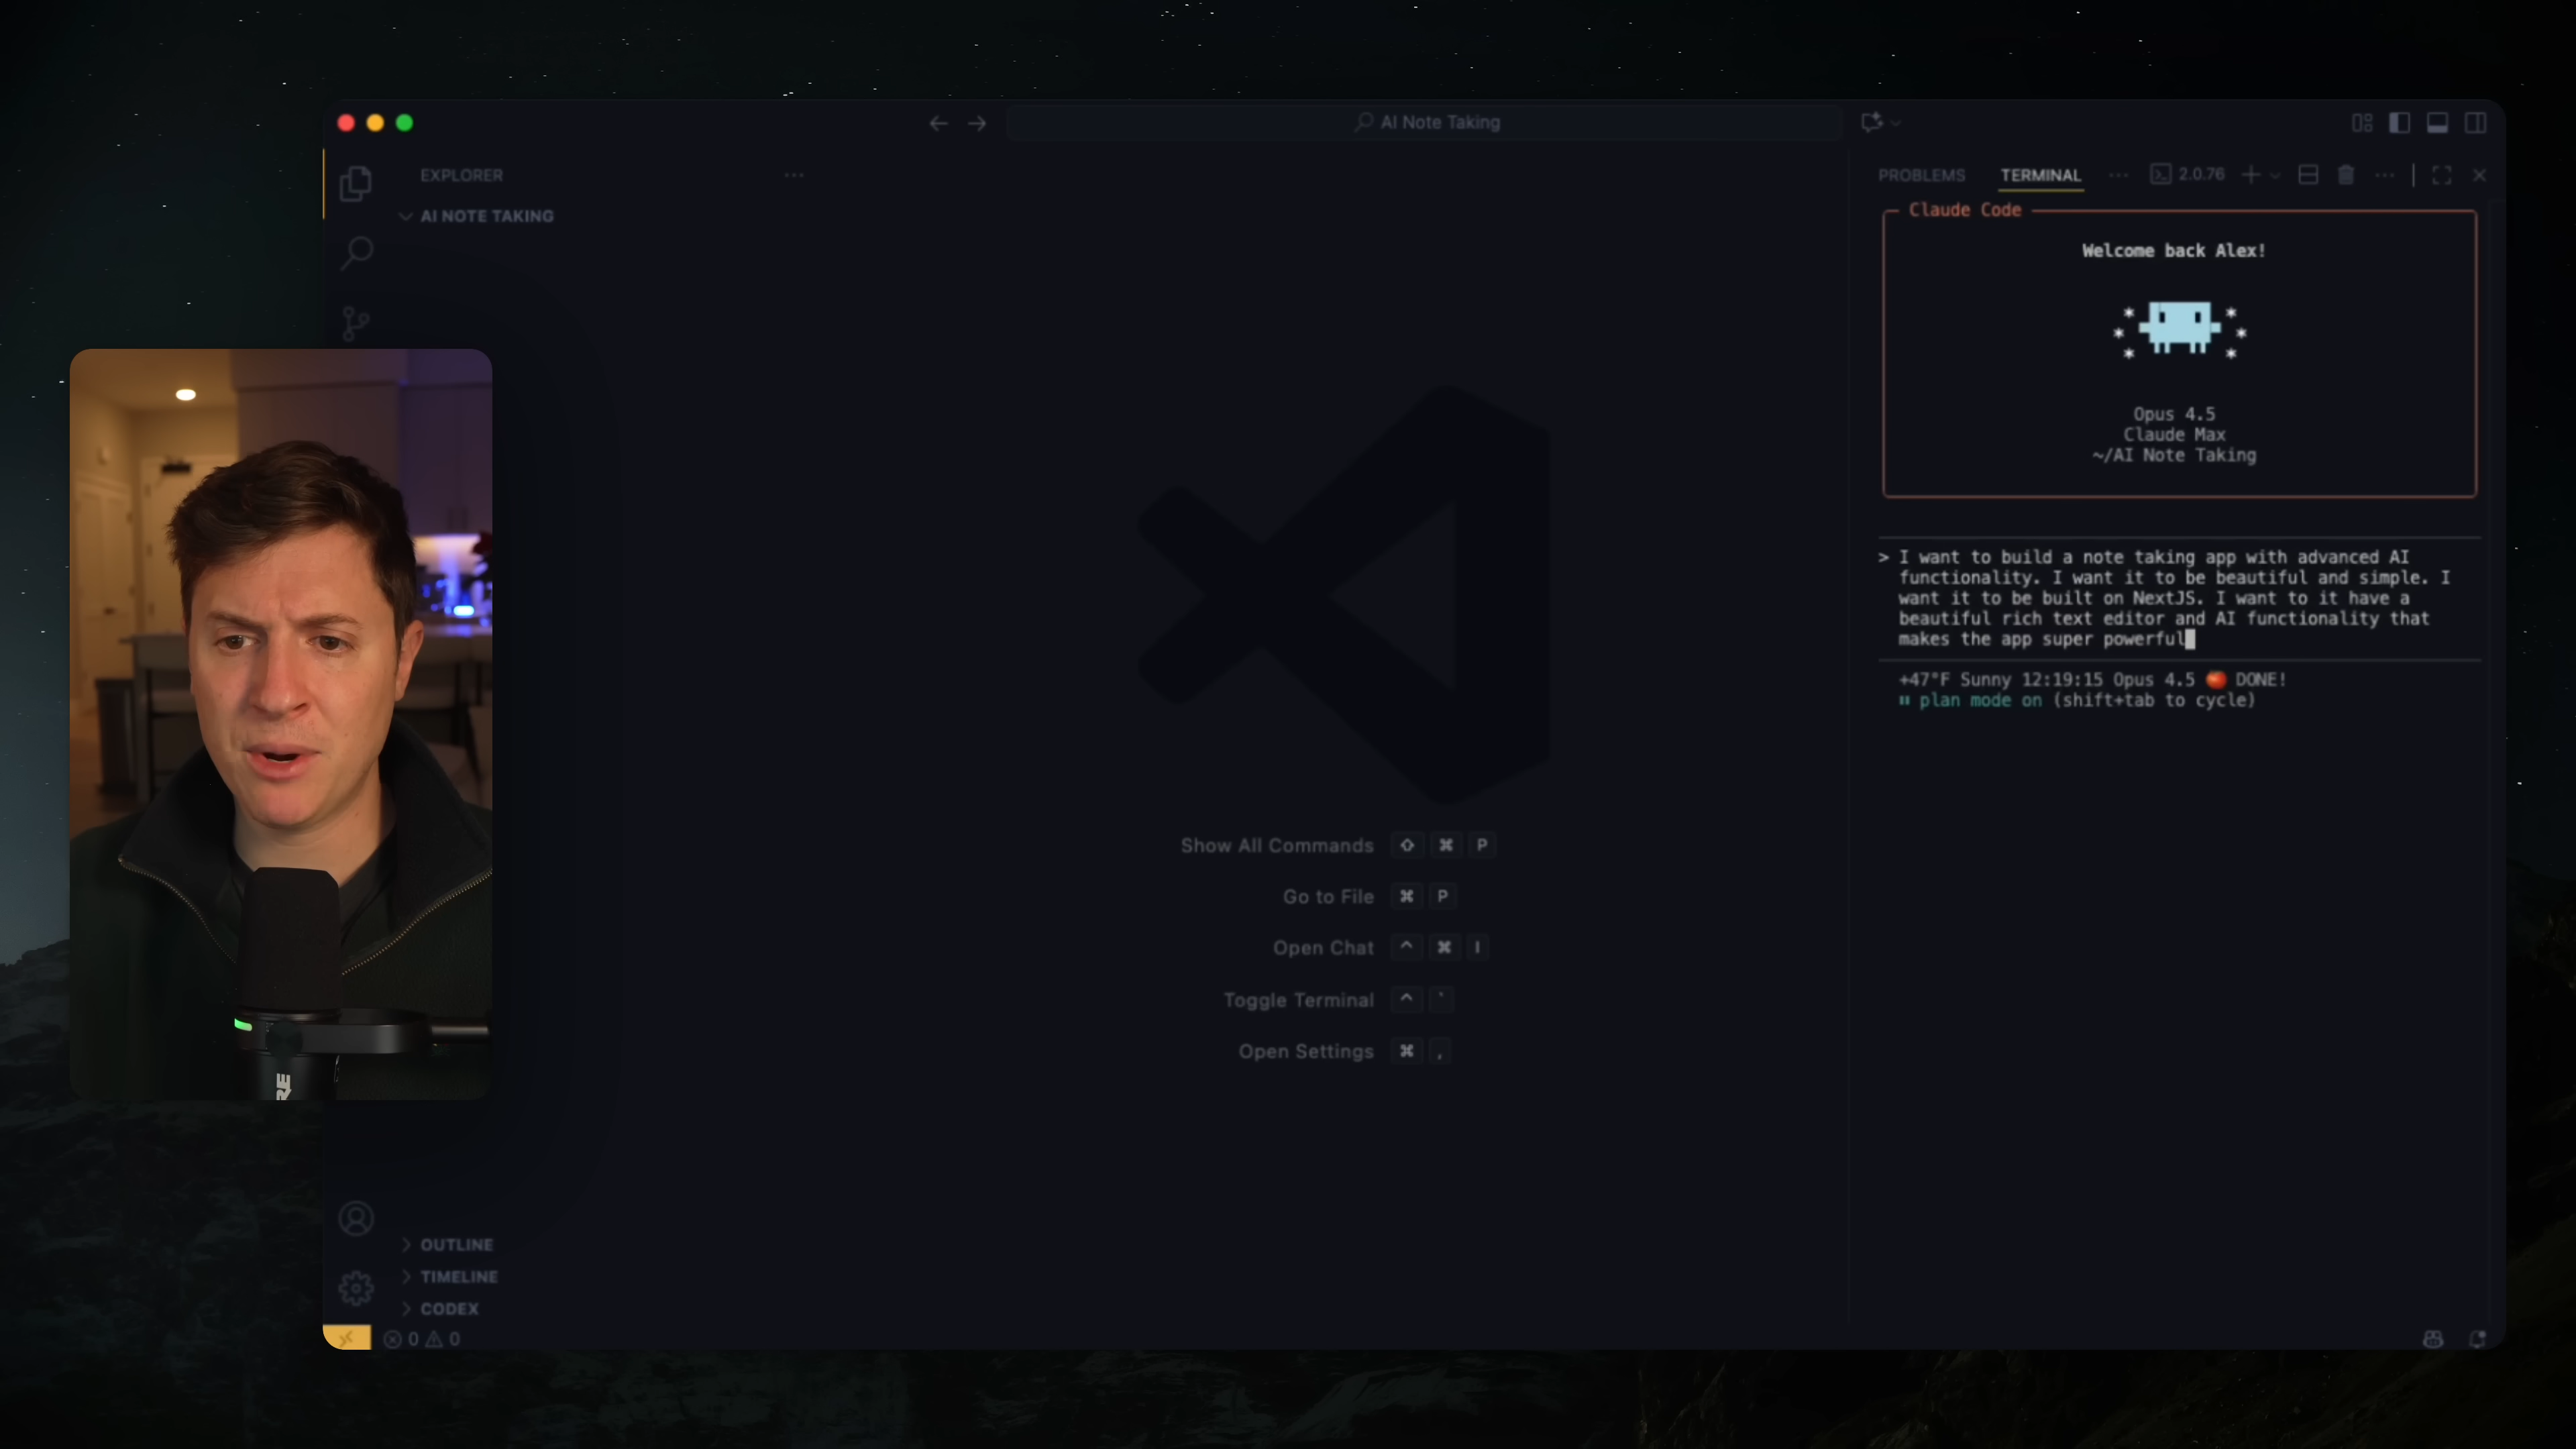 AI Note Taking
EXPLORER
AI NOTE TAKING
PROBLEMS
TERMINAL
2.0.76
Claude Code
Welcome back Alex!
Opus 4.5
Claude Max
~/AI Note Taking
> I want to build a note taking app with advanced AI
functionality. I want it to be beautiful and simple. I
want it to be built on NextJS. I want to it have a
beautiful rich text editor and AI functionality that
makes the app super powerful
+47°F Sunny 12:19:15 Opus 4.5 🍅 DONE!
⏸ plan mode on (shift+tab to cycle)
Show All Commands ⇧ ⌘ P
Go to File ⌘ P
Open Chat ^ ⌘ I
Toggle Terminal ^ `
Open Settings ⌘ ,
RE
OUTLINE
TIMELINE
CODEX
0 0